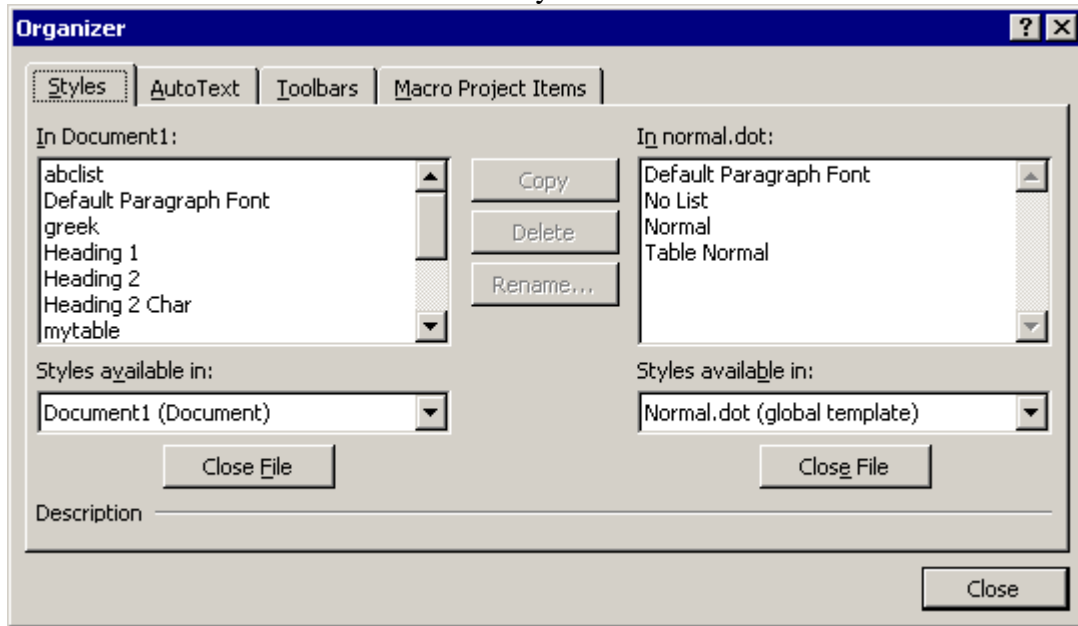 Organizer
Styles AutoText Toolbars Macro Project Items
In Document1:
abclist
Default Paragraph Font
greek
Heading 1
Heading 2
Heading 2 Char
mytable
Copy
Delete
Rename...
In normal.dot:
Default Paragraph Font
No List
Normal
Table Normal
Styles available in:
Document1 (Document)
Close File
Styles available in:
Normal.dot (global template)
Close File
Description
Close